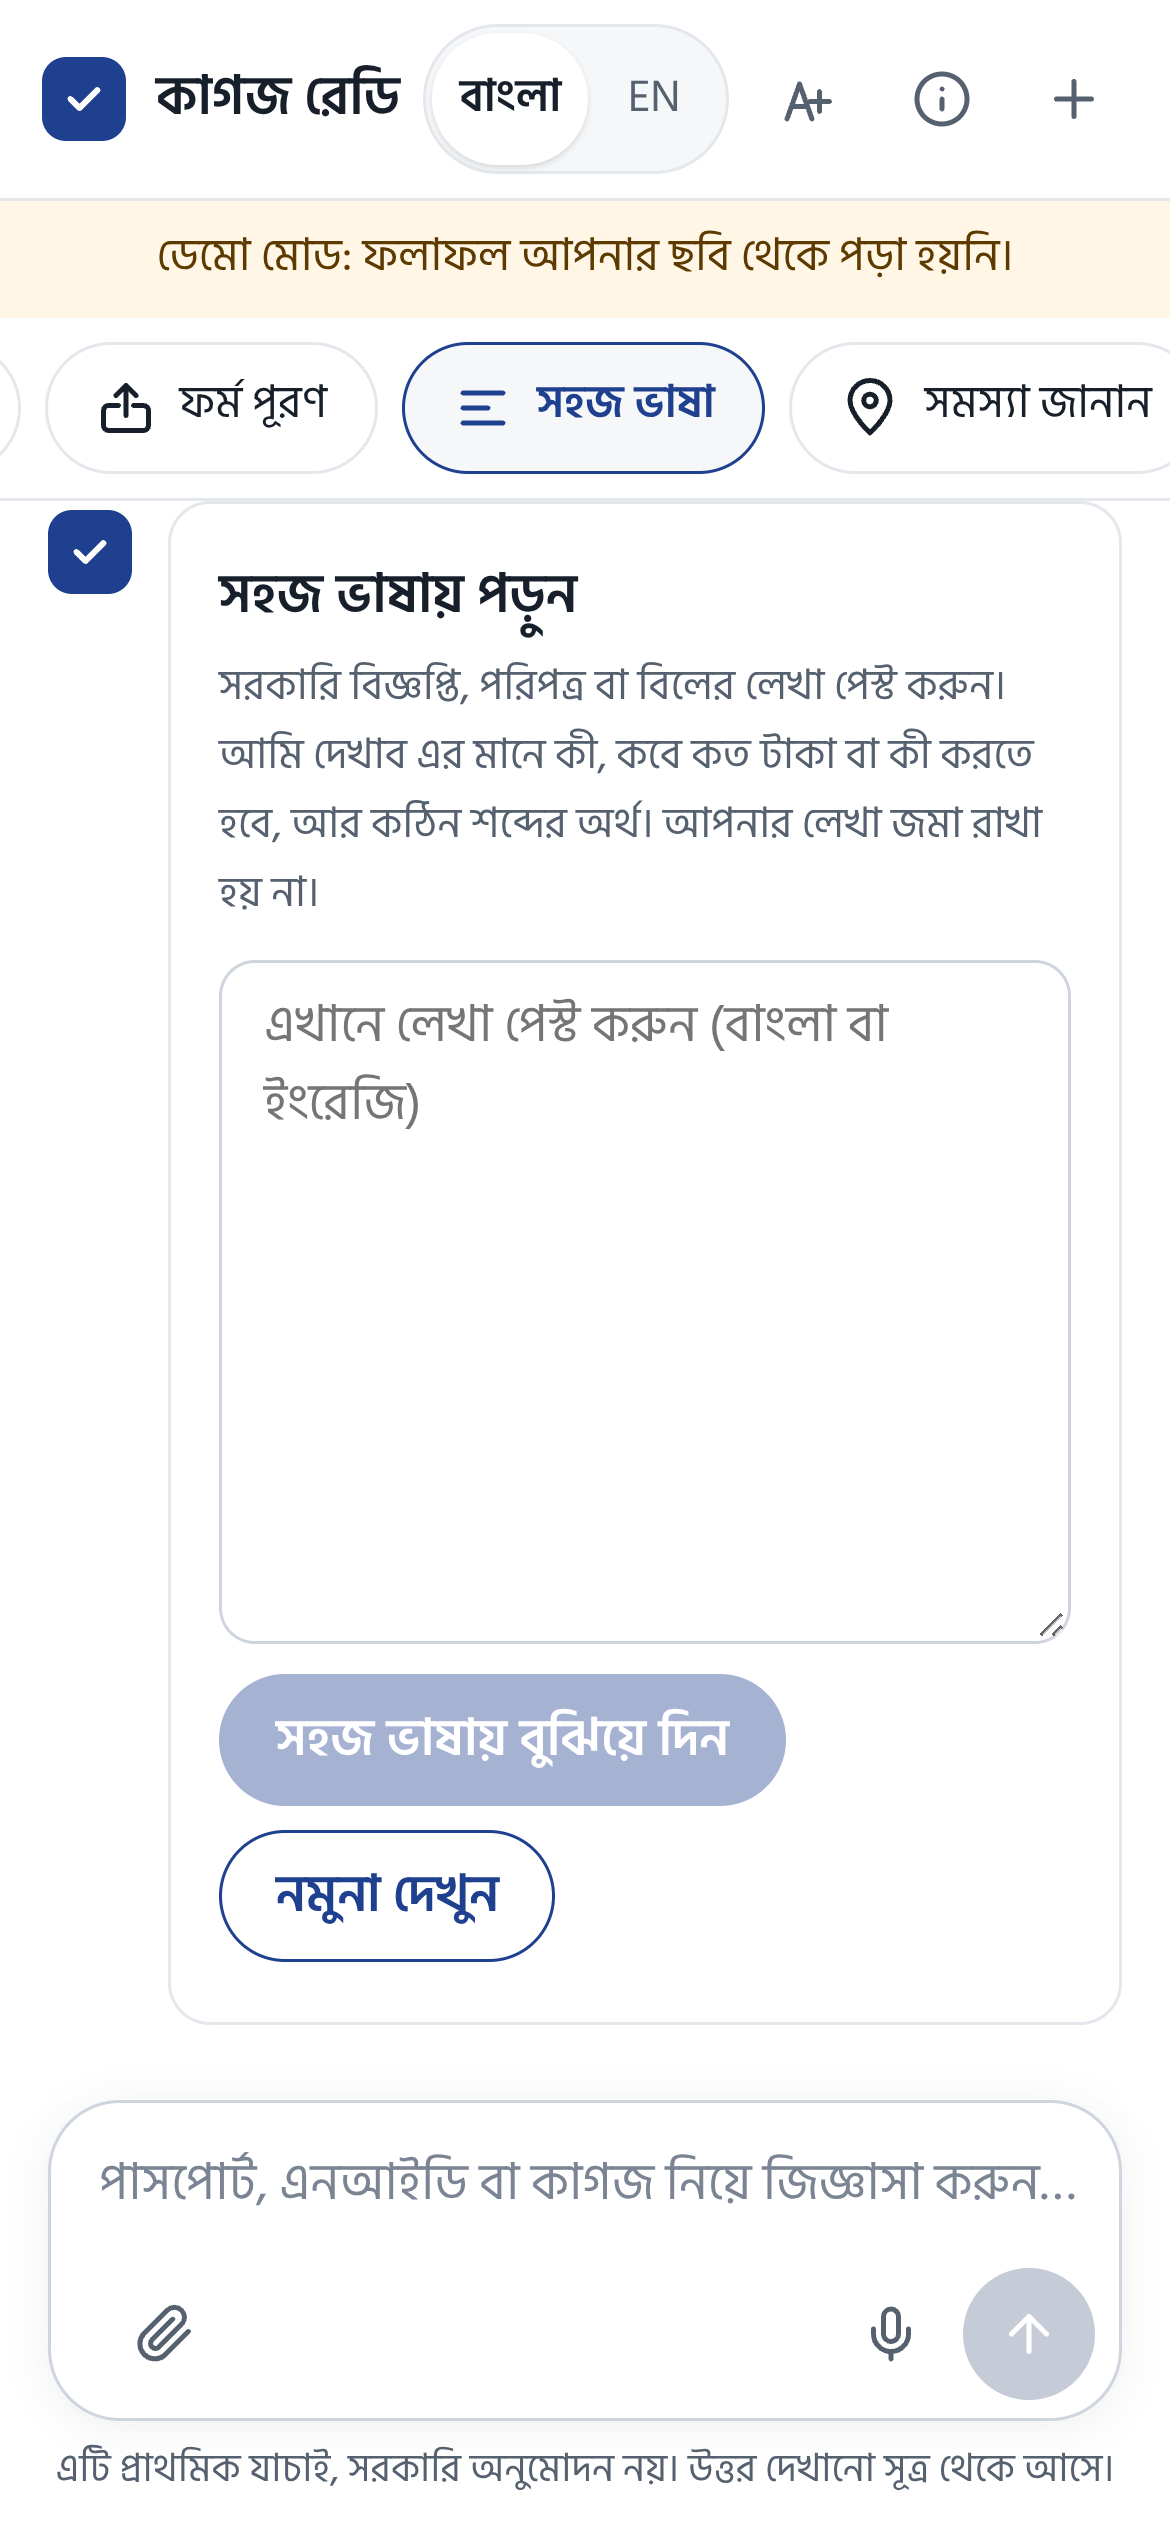 কাগজ রেডি
বাংলা
EN
A+
ডেমো মোড: ফলাফল আপনার ছবি থেকে পড়া হয়নি।
ফর্ম পূরণ
সহজ ভাষা
সমস্যা জানান
সহজ ভাষায় পড়ুন
সরকারি বিজ্ঞপ্তি, পরিপত্র বা বিলের লেখা পেস্ট করুন।
আমি দেখাব এর মানে কী, কবে কত টাকা বা কী করতে
হবে, আর কঠিন শব্দের অর্থ। আপনার লেখা জমা রাখা
হয় না।
এখানে লেখা পেস্ট করুন (বাংলা বা
ইংরেজি)
সহজ ভাষায় বুঝিয়ে দিন
নমুনা দেখুন
পাসপোর্ট, এনআইডি বা কাগজ নিয়ে জিজ্ঞাসা করুন...
এটি প্রাথমিক যাচাই, সরকারি অনুমোদন নয়। উত্তর দেখানো সূত্র থেকে আসে।